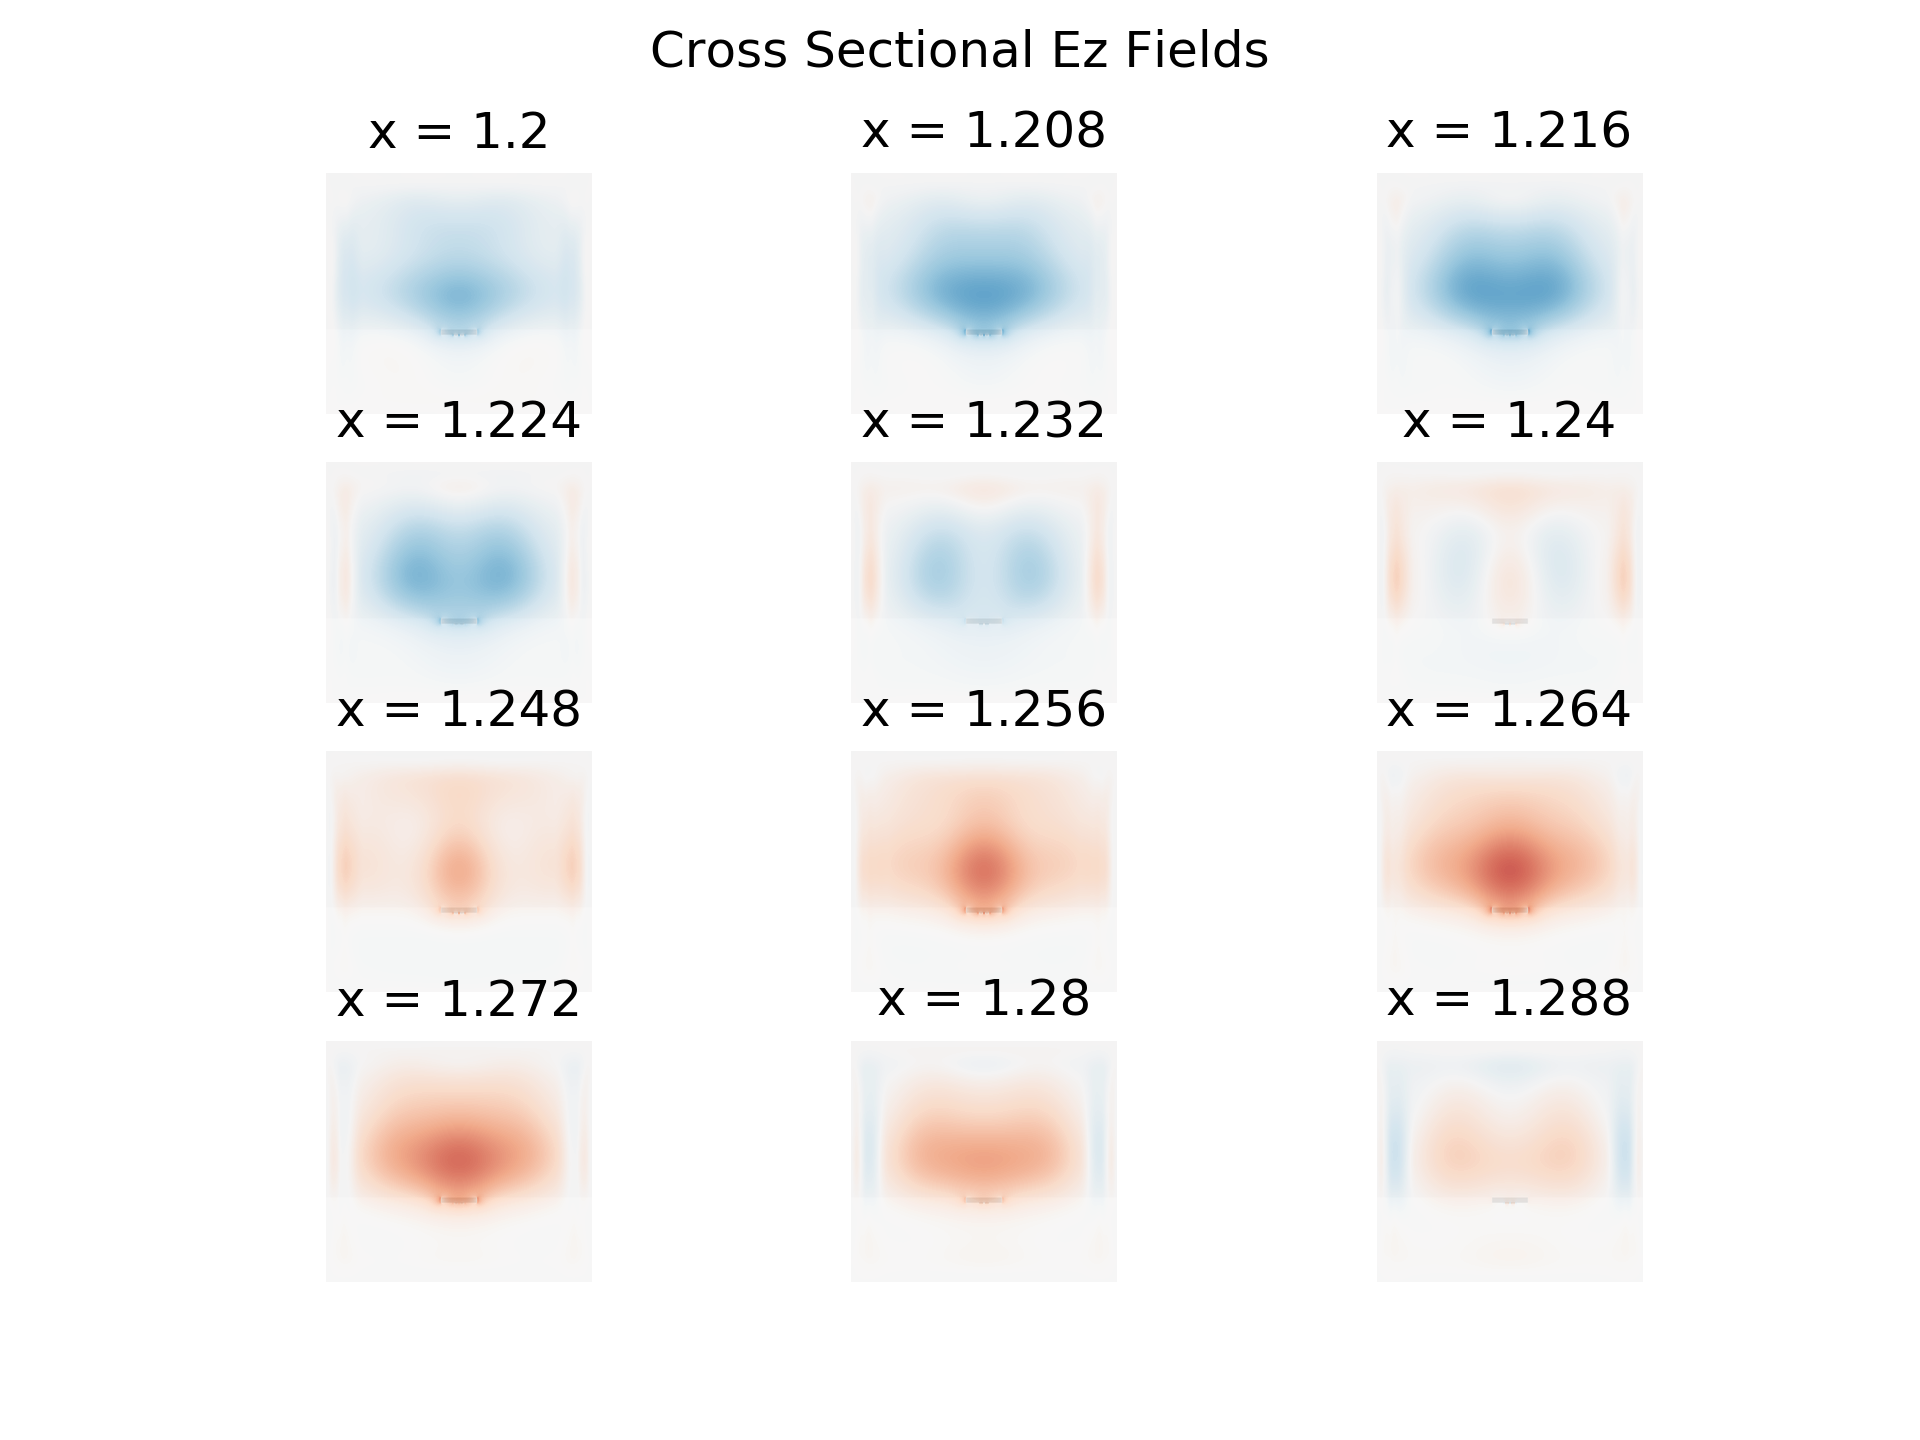 Cross Sectional Ez Fields
x = 1.2
x = 1.208
x = 1.216
x = 1.224
x = 1.232
x = 1.24
x = 1.248
x = 1.256
x = 1.264
x = 1.272
x = 1.28
x = 1.288